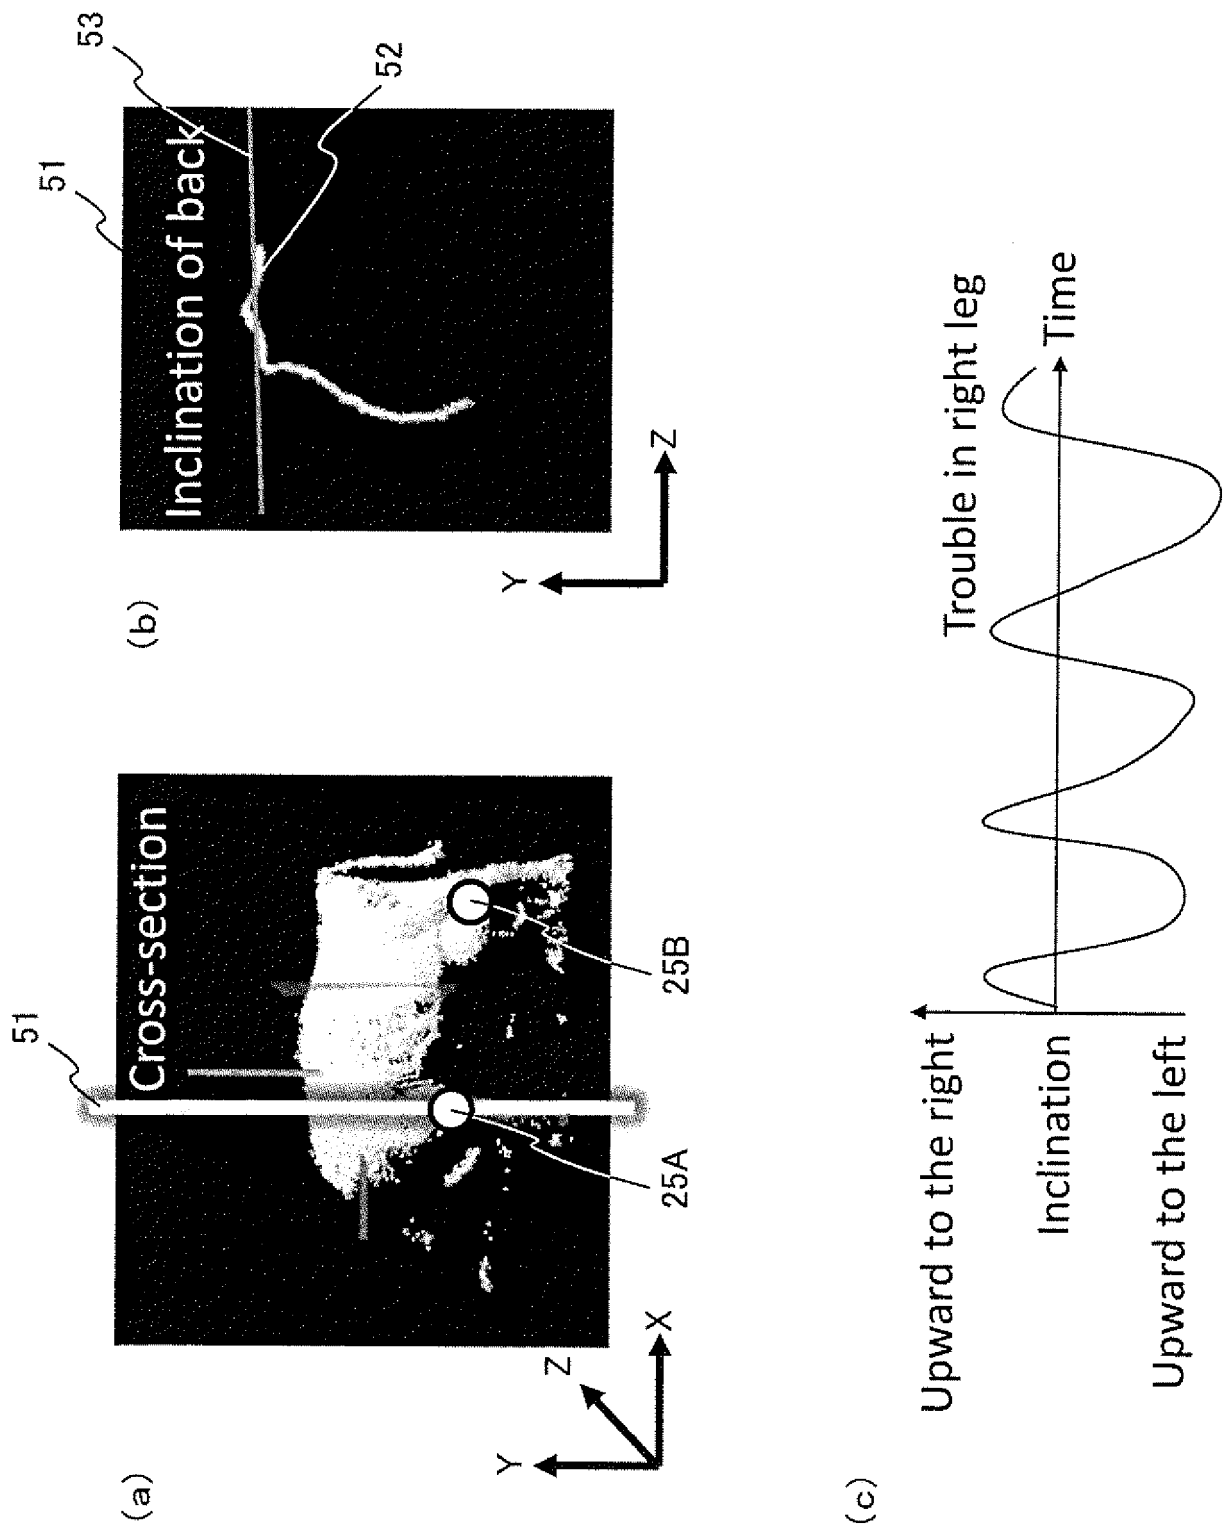 (a)
Cross-section
51
25A
25B
Y
Z
X
(b)
Inclination of back
51
53
52
Y
Z
(c)
Upward to the right
Inclination
Upward to the left
Trouble in right leg
Time